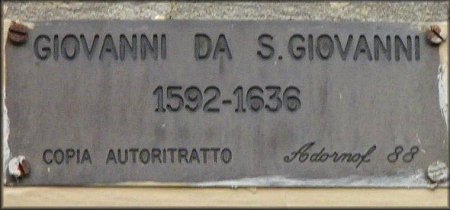 GIOVANNI DA S. GIOVANNI
1592-1636
COPIA AUTORITRATTO Adornof 88